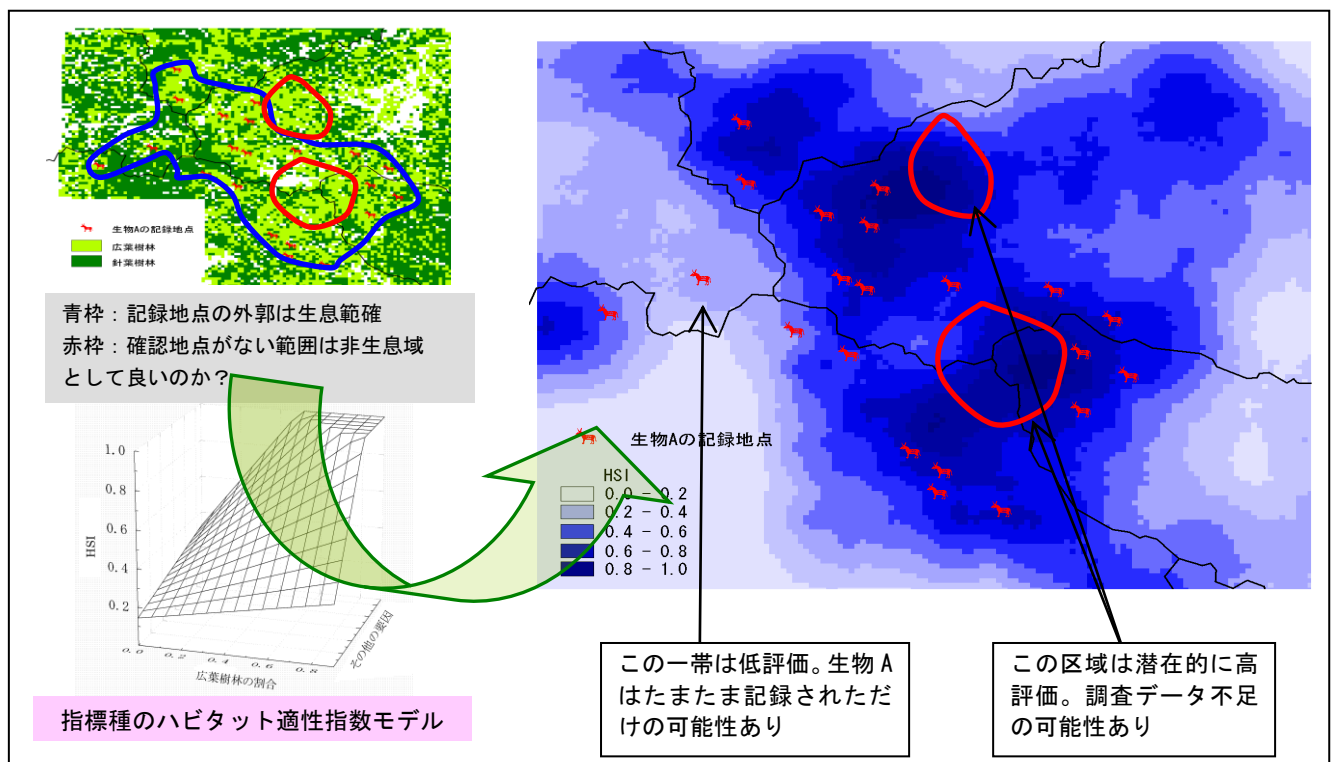 生物Aの記録地点
広葉樹林
針葉樹林
青枠：記録地点の外郭は生息範確
赤枠：確認地点がない範囲は非生息域
として良いのか？
1.0
0.8
0.6
0.4
0.2
HSI
0.0
0.2
0.4
0.6
0.8
広葉樹林の割合
その他の要因
指標種のハビタット適性指数モデル
生物Aの記録地点
HSI
0.0 － 0.2
0.2 － 0.4
0.4 － 0.6
0.6 － 0.8
0.8 － 1.0
この一帯は低評価。生物 A
はたまたま記録されただ
けの可能性あり
この区域は潜在的に高
評価。調査データ不足
の可能性あり